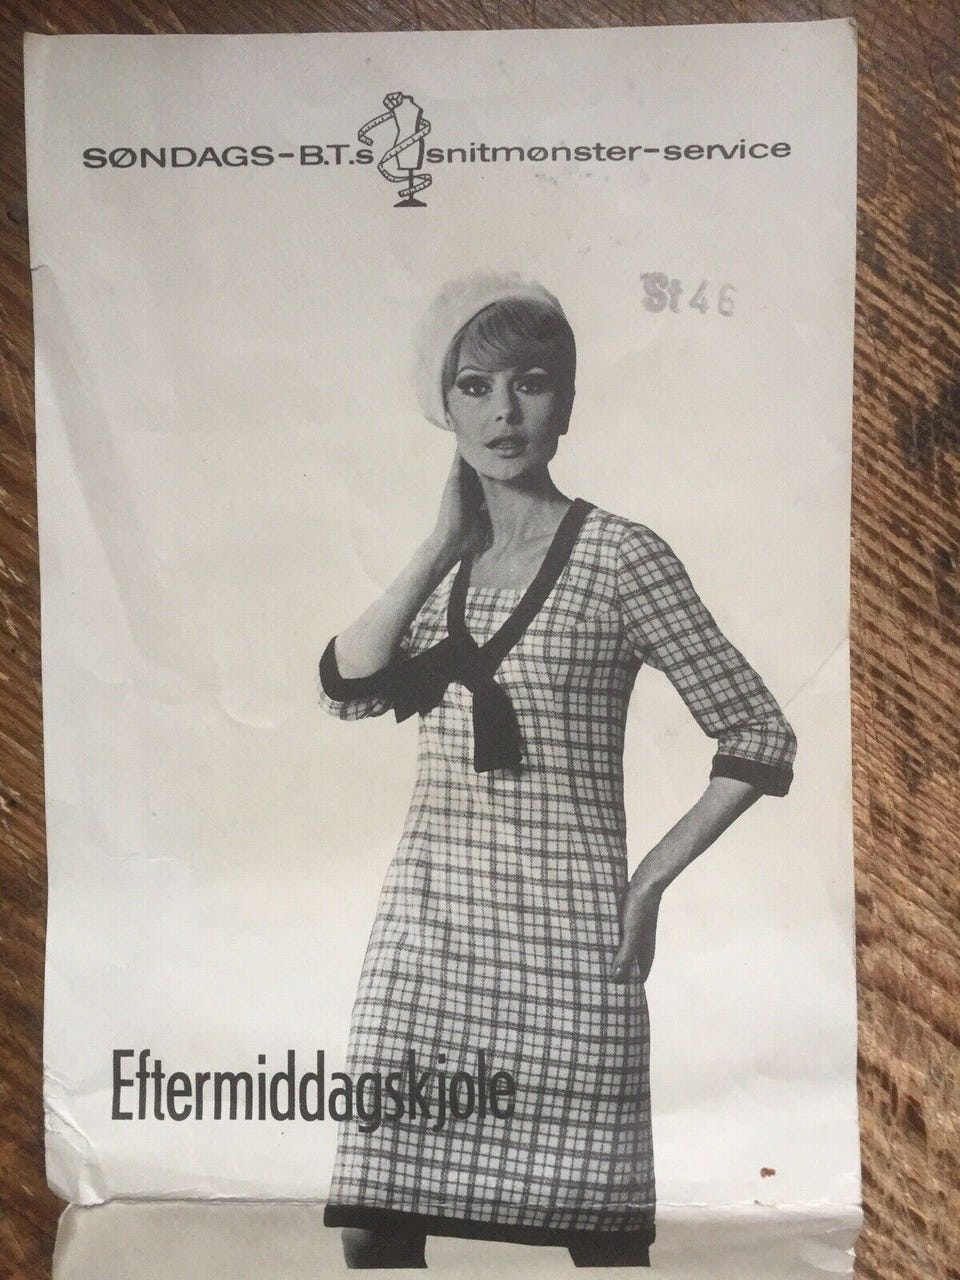 SØNDAGS-B.T.s snitmønster-service
St 46
Eftermiddagskjole